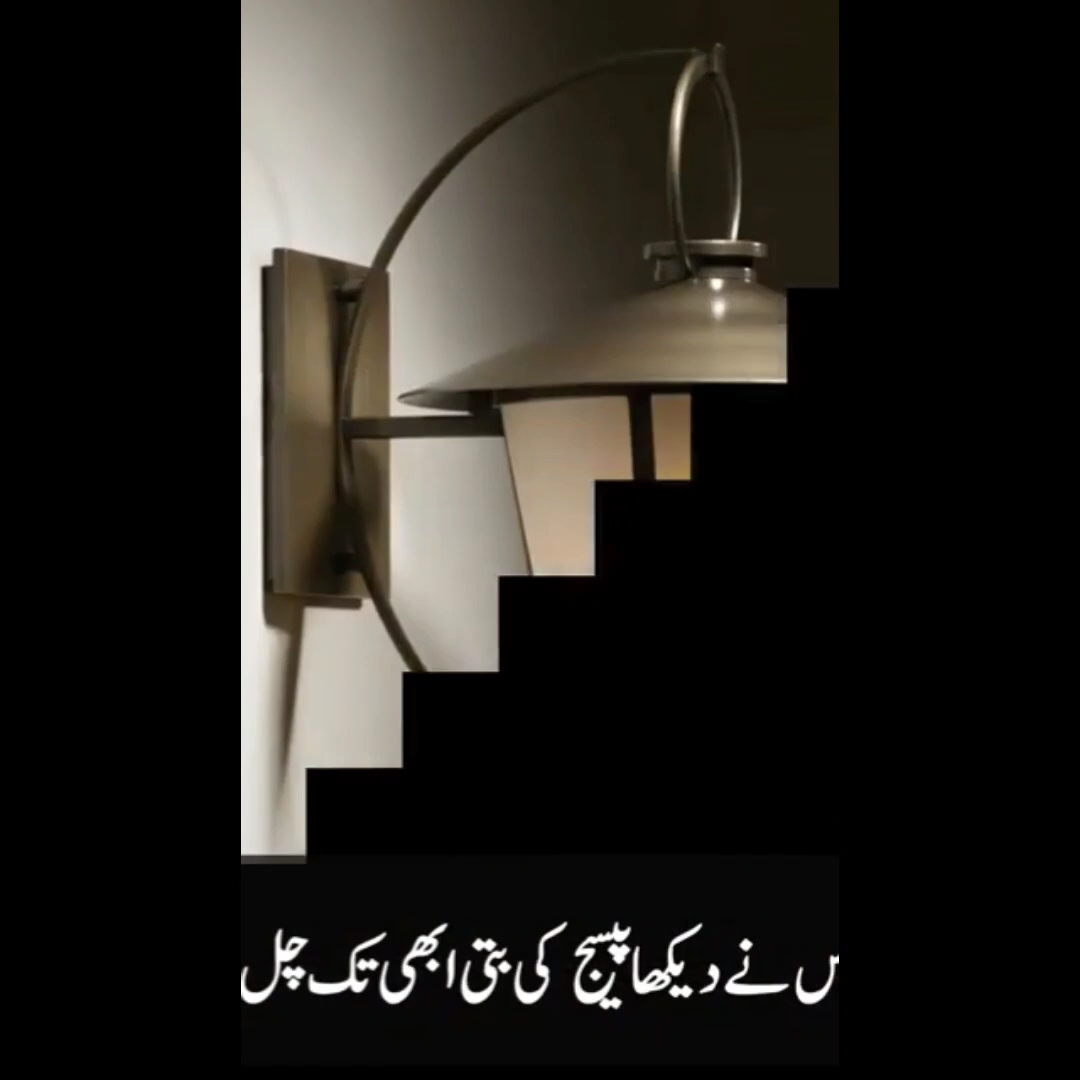 نے دیکھا پیسج کی بتی ابھی تک چل